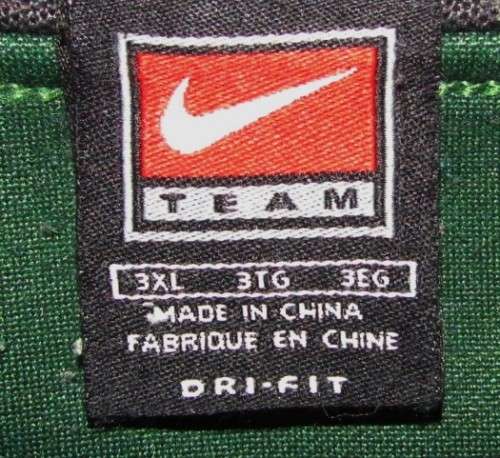 TEAM
3XL 3TG 3EG
MADE IN CHINA
FABRIQUE EN CHINE
DRI-FIT